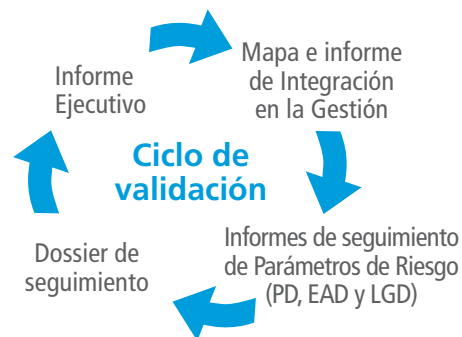 Informe
Ejecutivo
Mapa e informe
de Integración
en la Gestión
Ciclo de
validación
Informes de seguimiento
de Parámetros de Riesgo
(PD, EAD y LGD)
Dossier de
seguimiento